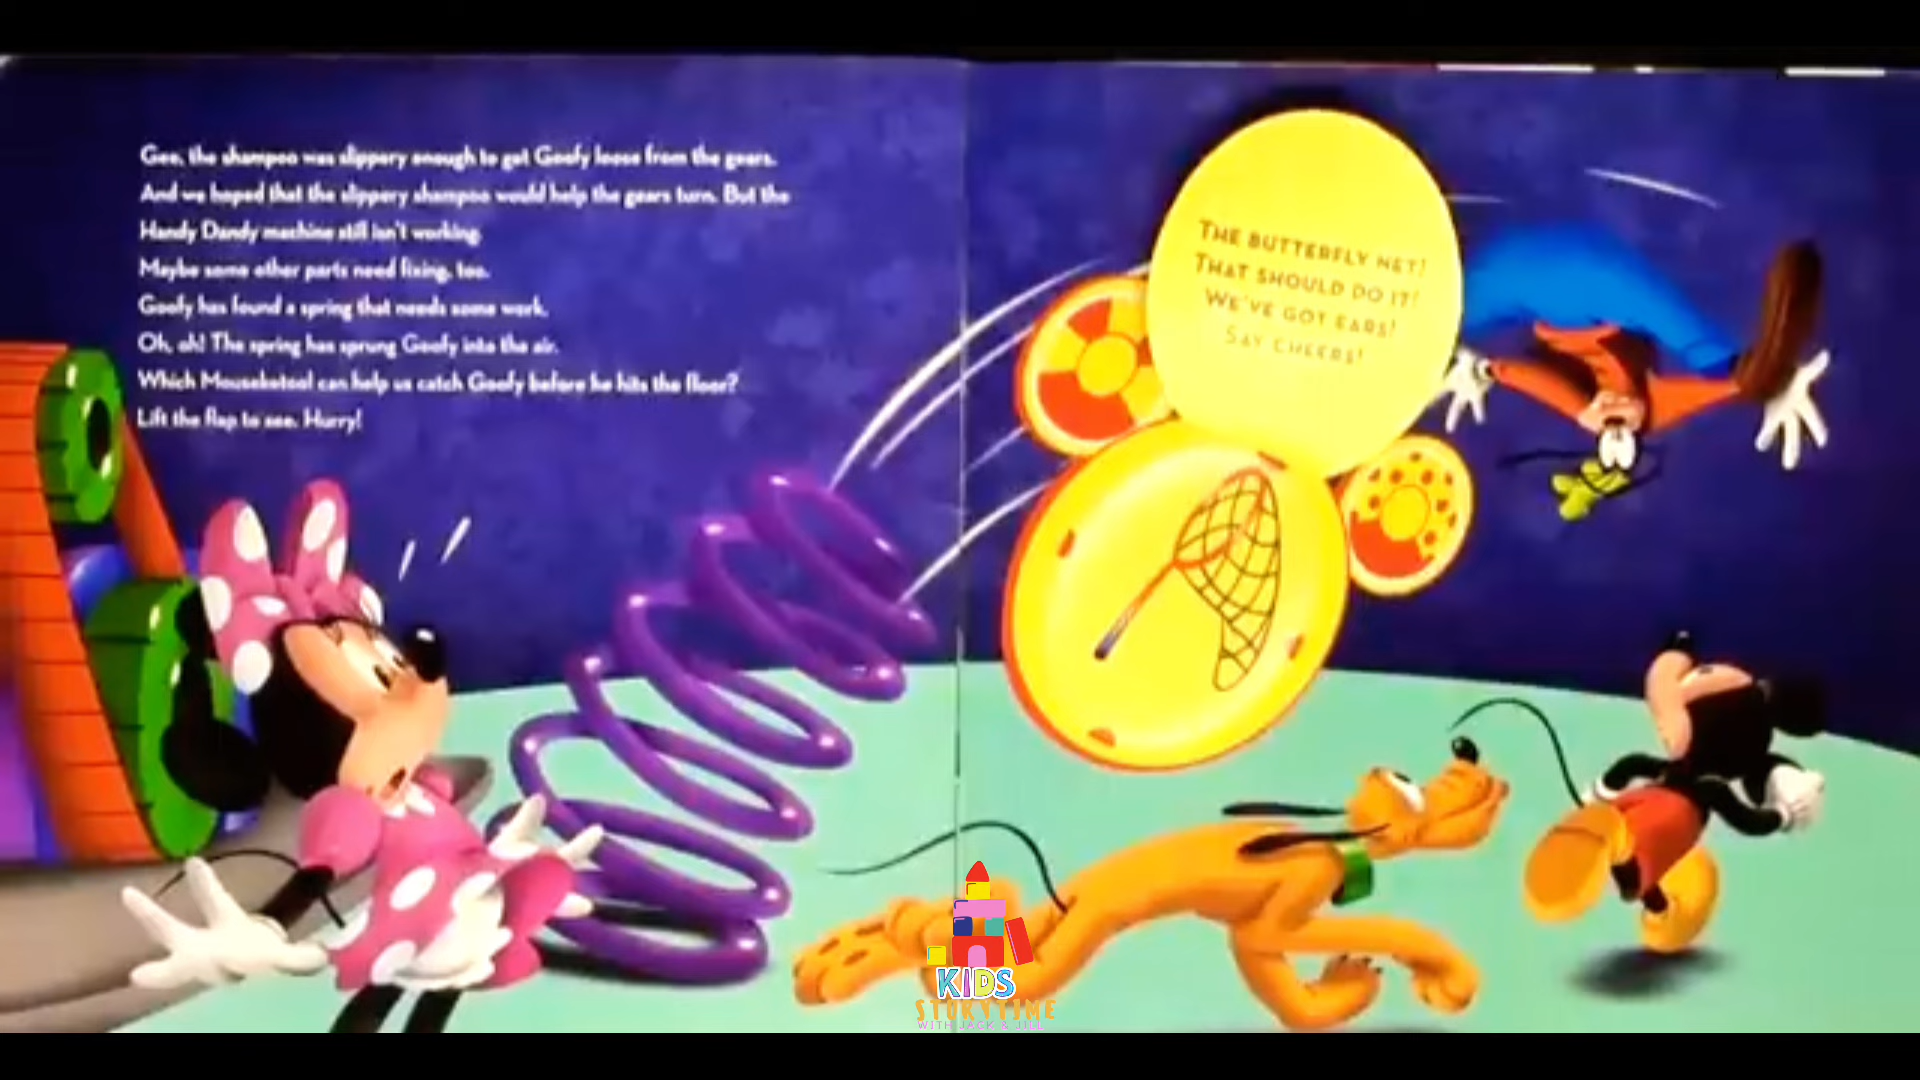 Gee, the shampoo was slippery enough to get Goofy loose from the gears.
And we hoped that the slippery shampoo would help the gears turn. But the
Handy Dandy machine still isn't working.
Maybe some other parts need fixing, too.
Goofy has found a spring that needs some work.
Oh, oh! The spring has sprung Goofy into the air.
Which Mousketool can help us catch Goofy before he hits the floor?
Lift the flap to see. Hurry!
THE BUTTERFLY NET!
THAT SHOULD DO IT!
WE'VE GOT EARS!
SAY CHEERS!
KIDS
STORYTIME
WITH JACK & JILL